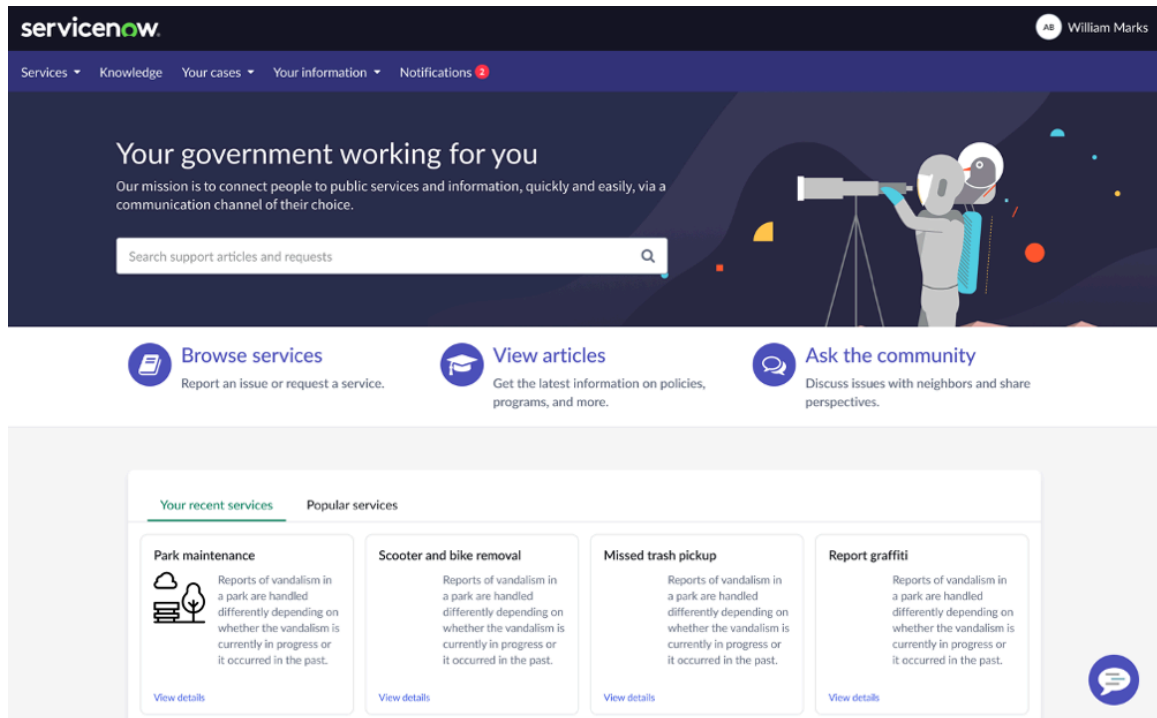 servicenow.
AB William Marks
Services Knowledge Your cases Your information Notifications 2
Your government working for you
Our mission is to connect people to public services and information, quickly and easily, via a
communication channel of their choice.
Search support articles and requests
Browse services
Report an issue or request a service.
View articles
Get the latest information on policies,
programs, and more.
Ask the community
Discuss issues with neighbors and share
perspectives.
Your recent services Popular services
Park maintenance
Reports of vandalism in
a park are handled
differently depending on
whether the vandalism is
currently in progress or
it occurred in the past.
View details
Scooter and bike removal
Reports of vandalism in
a park are handled
differently depending on
whether the vandalism is
currently in progress or
it occurred in the past.
View details
Missed trash pickup
Reports of vandalism in
a park are handled
differently depending on
whether the vandalism is
currently in progress or
it occurred in the past.
View details
Report graffiti
Reports of vandalism in
a park are handled
differently depending on
whether the vandalism is
currently in progress or
it occurred in the past.
View details